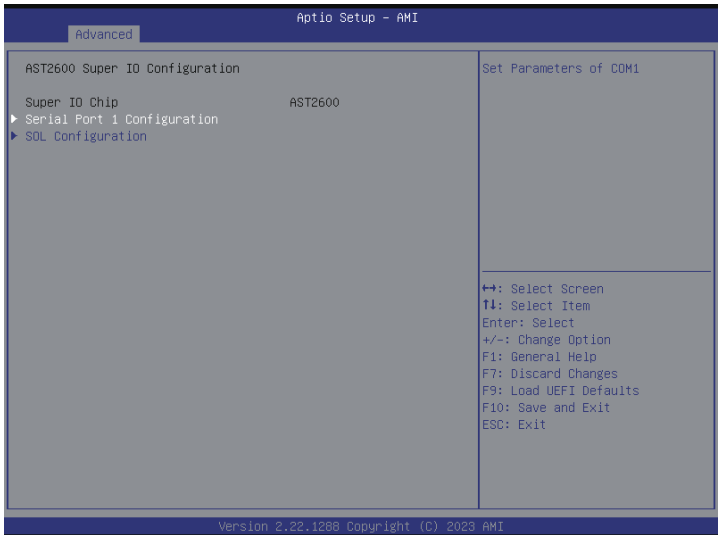 Aptio Setup – AMI
Advanced
AST2600 Super IO Configuration
Super IO Chip AST2600
Serial Port 1 Configuration
SOL Configuration
Set Parameters of COM1
↔: Select Screen
↑↓: Select Item
Enter: Select
+/-: Change Option
F1: General Help
F7: Discard Changes
F9: Load UEFI Defaults
F10: Save and Exit
ESC: Exit
Version 2.22.1288 Copyright (C) 2023 AMI